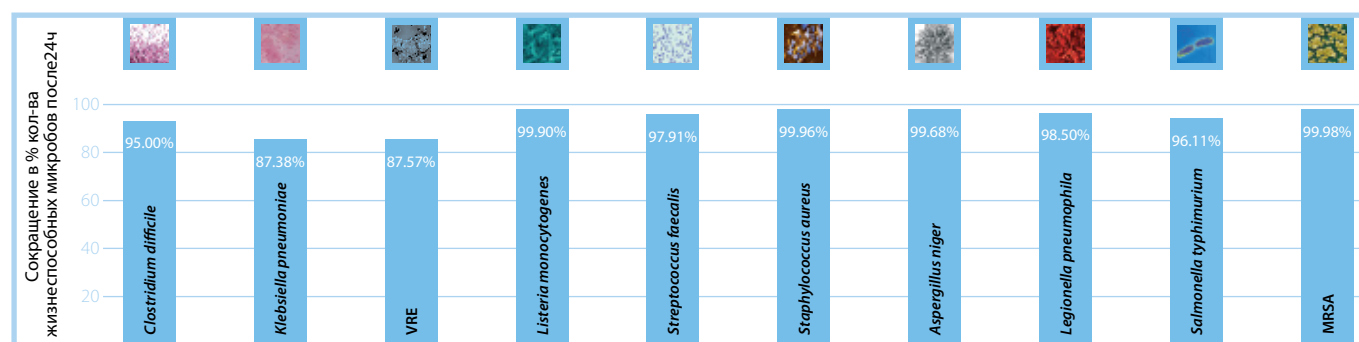 Сокращение в % кол-ва
жизнеспособных микробов после24ч
100
80
60
40
20
95.00%
87.38%
87.57%
99.90%
97.91%
99.96%
99.68%
98.50%
96.11%
99.98%
Clostridium difficile
Klebsiella pneumoniae
VRE
Listeria monocytogenes
Streptococcus faecalis
Staphylococcus aureus
Aspergillus niger
Legionella pneumophila
Salmonella typhimurium
MRSA